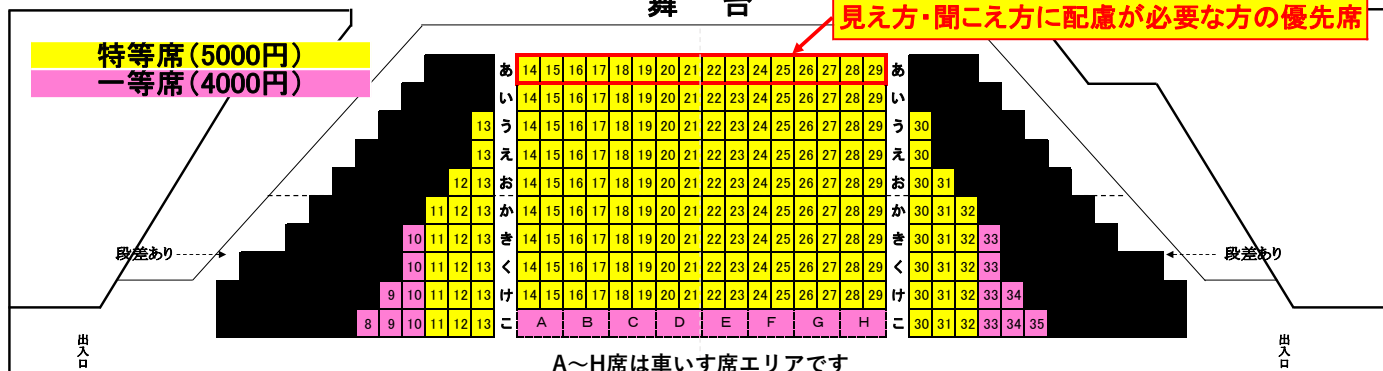 舞 台
見え方・聞こえ方に配慮が必要な方の優先席
特等席(5000円)
一等席(4000円)
あ 14 15 16 17 18 19 20 21 22 23 24 25 26 27 28 29 あ
い 14 15 16 17 18 19 20 21 22 23 24 25 26 27 28 29 い
13 う 14 15 16 17 18 19 20 21 22 23 24 25 26 27 28 29 う 30
13 え 14 15 16 17 18 19 20 21 22 23 24 25 26 27 28 29 え 30
12 13 お 14 15 16 17 18 19 20 21 22 23 24 25 26 27 28 29 お 30 31
11 12 13 か 14 15 16 17 18 19 20 21 22 23 24 25 26 27 28 29 か 30 31 32
10 11 12 13 き 14 15 16 17 18 19 20 21 22 23 24 25 26 27 28 29 き 30 31 32 33
段差あり 10 11 12 13 く 14 15 16 17 18 19 20 21 22 23 24 25 26 27 28 29 く 30 31 32 33 段差あり
9 10 11 12 13 け 14 15 16 17 18 19 20 21 22 23 24 25 26 27 28 29 け 30 31 32 33 34
8 9 10 11 12 13 こ A B C D E F G H こ 30 31 32 33 34 35
出入口
出入口
A～H席は車いす席エリアです